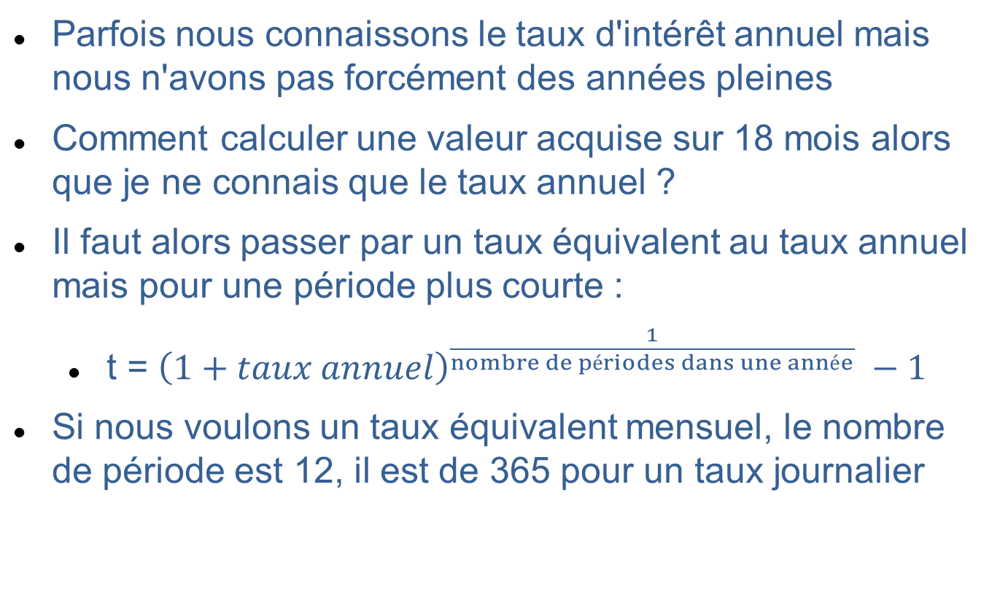 • Parfois nous connaissons le taux d'intérêt annuel mais
nous n'avons pas forcément des années pleines
• Comment calculer une valeur acquise sur 18 mois alors
que je ne connais que le taux annuel ?
• Il faut alors passer par un taux équivalent au taux annuel
mais pour une période plus courte :
• t = (1 + taux annuel)^(1/nombre de périodes dans une année) − 1
• Si nous voulons un taux équivalent mensuel, le nombre
de période est 12, il est de 365 pour un taux journalier